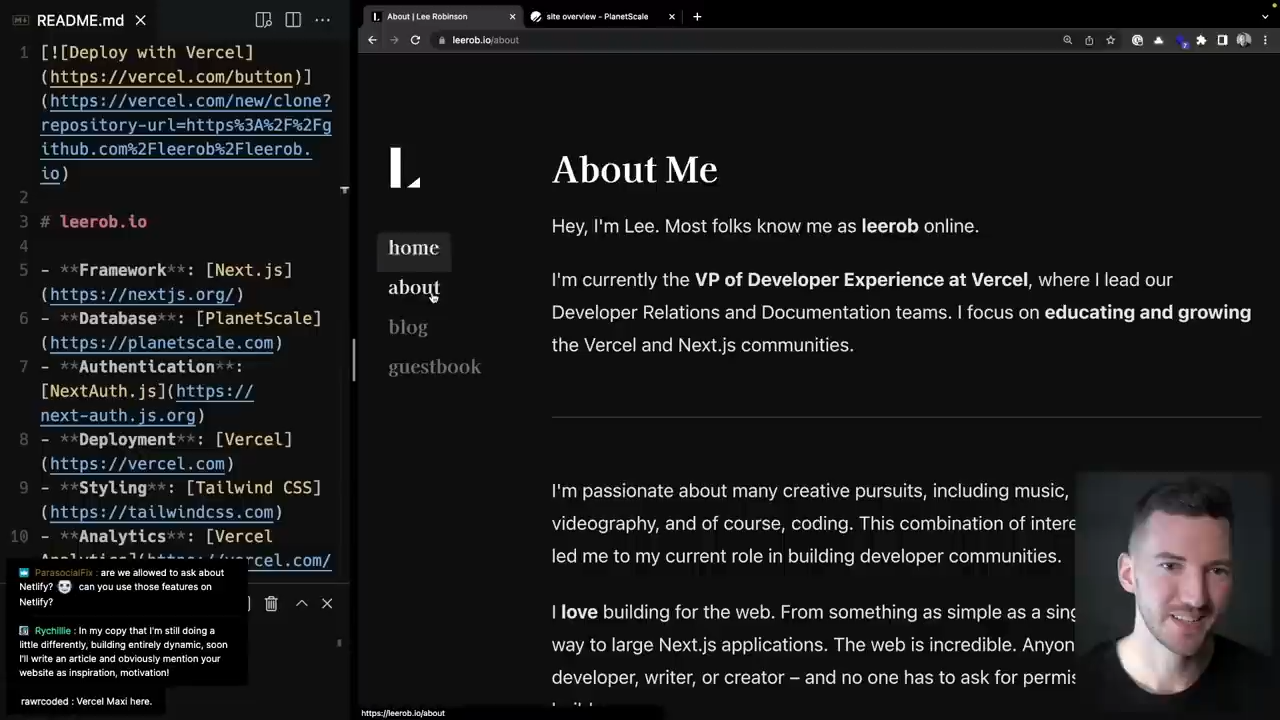 README.md
1 [![Deploy with Vercel]
(https://vercel.com/button)]
(https://vercel.com/new/clone?
repository-url=https%3A%2F%2Fg
ithub.com%2Fleerob%2Fleerob.
io)
2
3 # leerob.io
4
5 - **Framework**: [Next.js]
(https://nextjs.org/)
6 - **Database**: [PlanetScale]
(https://planetscale.com)
7 - **Authentication**:
[NextAuth.js](https://
next-auth.js.org)
8 - **Deployment**: [Vercel]
(https://vercel.com)
9 - **Styling**: [Tailwind CSS]
(https://tailwindcss.com)
10 - **Analytics**: [Vercel
Analytics](https://vercel.com/
ParasocialFix : are we allowed to ask about
Netlify? can you use those features on
Netlify?
Rychillie : In my copy that I'm still doing a
little differently, building entirely dynamic, soon
I'll write an article and obviously mention your
website as inspiration, motivation!
rawrcoded : Vercel Maxi here.
About | Lee Robinson
site overview - PlanetScale
leerob.io/about
L
home
about
blog
guestbook
About Me
Hey, I'm Lee. Most folks know me as leerob online.
I'm currently the VP of Developer Experience at Vercel, where I lead our
Developer Relations and Documentation teams. I focus on educating and growing
the Vercel and Next.js communities.
I'm passionate about many creative pursuits, including music,
videography, and of course, coding. This combination of intere
led me to my current role in building developer communities.
I love building for the web. From something as simple as a sing
way to large Next.js applications. The web is incredible. Anyon
developer, writer, or creator – and no one has to ask for permis
https://leerob.io/about